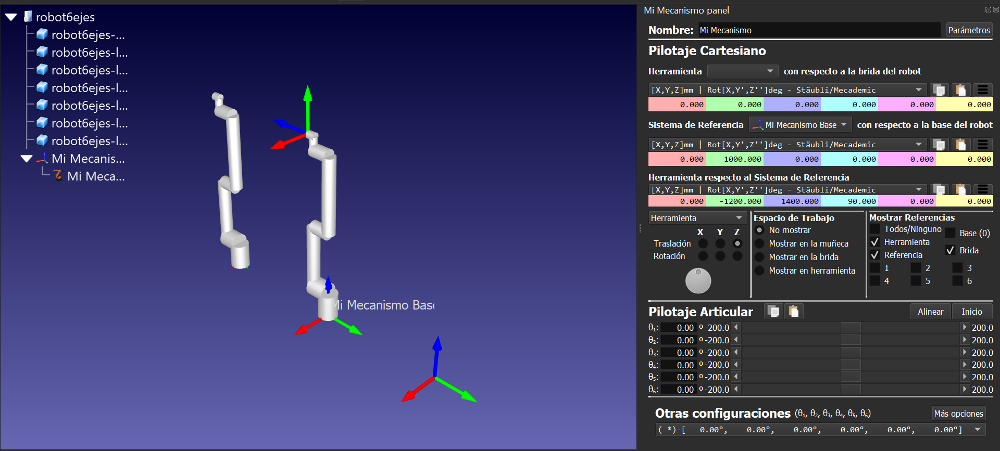 robot6ejes
robot6ejes-...
robot6ejes-l...
robot6ejes-l...
robot6ejes-l...
robot6ejes-l...
robot6ejes-l...
robot6ejes-l...
Mi Mecanis...
Mi Meca...
Mi Mecanismo Base
Mi Mecanismo panel
Nombre: Mi Mecanismo Parámetros
Pilotaje Cartesiano
Herramienta con respecto a la brida del robot
[X,Y,Z]mm | Rot[X,Y',Z'']deg - Stäubli/Mecademic
0.000 0.000 0.000 0.000 0.000 0.000
Sistema de Referencia Mi Mecanismo Base con respecto a la base del robot
[X,Y,Z]mm | Rot[X,Y',Z'']deg - Stäubli/Mecademic
0.000 1000.000 0.000 0.000 0.000 0.000
Herramienta respecto al Sistema de Referencia
[X,Y,Z]mm | Rot[X,Y',Z'']deg - Stäubli/Mecademic
0.000 -1200.000 1400.000 90.000 0.000 0.000
Herramienta
X Y Z
Traslación
Rotación
Espacio de Trabajo
No mostrar
Mostrar en la muñeca
Mostrar en la brida
Mostrar en herramienta
Mostrar Referencias
Todos/Ninguno Base (0)
Herramienta
Referencia Brida
1 2 3
4 5 6
Pilotaje Articular Alinear Inicio
θ₁: 0.00 º -200.0 200.0
θ₂: 0.00 º -200.0 200.0
θ₃: 0.00 º -200.0 200.0
θ₄: 0.00 º -200.0 200.0
θ₅: 0.00 º -200.0 200.0
θ₆: 0.00 º -200.0 200.0
Otras configuraciones (θ₁, θ₂, θ₃, θ₄, θ₅, θ₆) Más opciones
( *)-[ 0.00°, 0.00°, 0.00°, 0.00°, 0.00°, 0.00°]